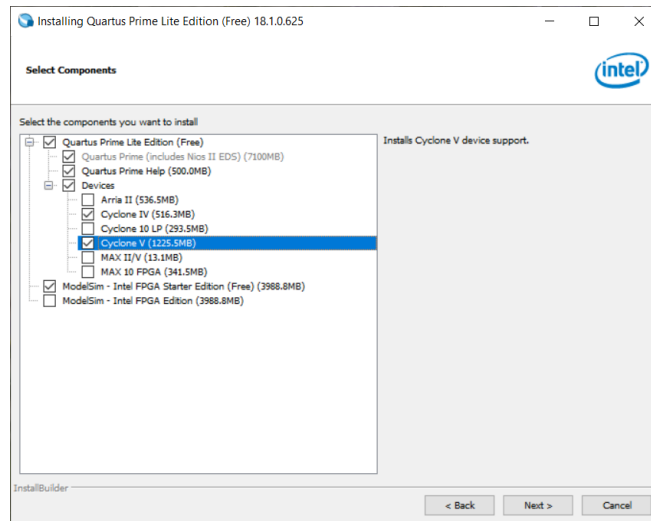 Installing Quartus Prime Lite Edition (Free) 18.1.0.625
Select Components
intel
Select the components you want to install
Quartus Prime Lite Edition (Free)
Installs Cyclone V device support.
Quartus Prime (includes Nios II EDS) (7100MB)
Quartus Prime Help (500.0MB)
Devices
Arria II (536.5MB)
Cyclone IV (516.3MB)
Cyclone 10 LP (293.5MB)
Cyclone V (1225.5MB)
MAX II/V (13.1MB)
MAX 10 FPGA (341.5MB)
ModelSim - Intel FPGA Starter Edition (Free) (3988.8MB)
ModelSim - Intel FPGA Edition (3988.8MB)
InstallBuilder
< Back
Next >
Cancel